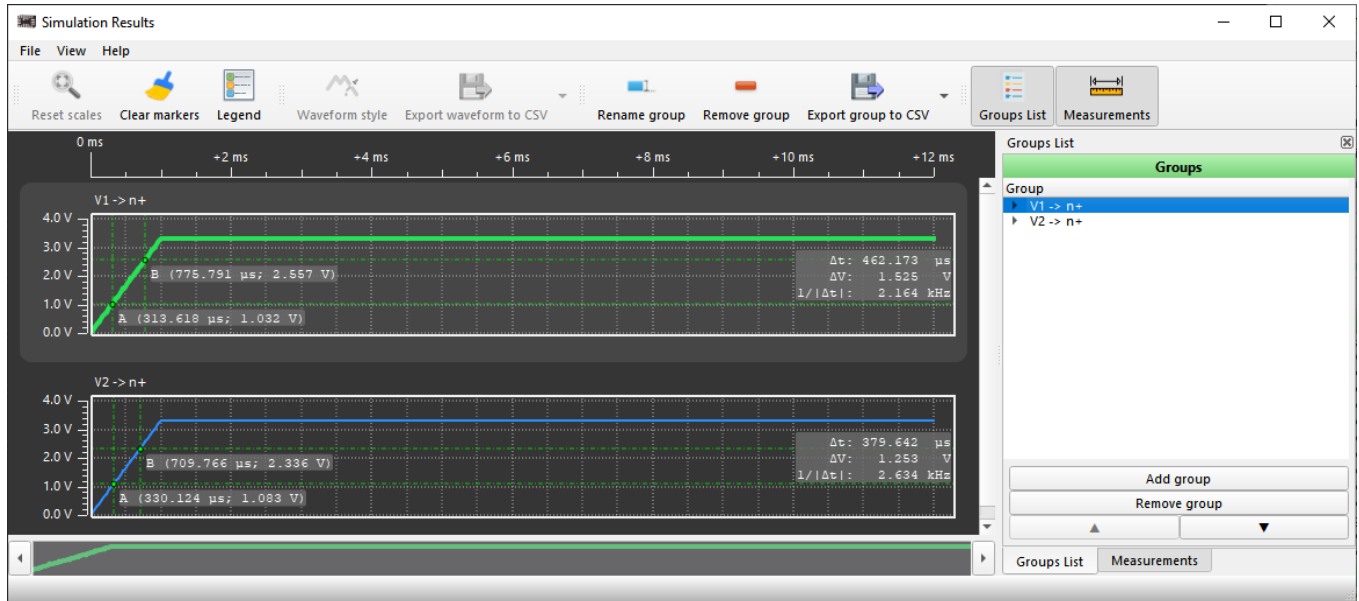 Simulation Results
File View Help
Reset scales Clear markers Legend Waveform style Export waveform to CSV Rename group Remove group Export group to CSV Groups List Measurements
0 ms
+2 ms +4 ms +6 ms +8 ms +10 ms +12 ms
V1 -> n+
4.0 V
3.0 V
2.0 V
1.0 V
0.0 V
B (775.791 µs; 2.557 V)
A (313.618 µs; 1.032 V)
Δt: 462.173 µs
ΔV: 1.525 V
1/|Δt|: 2.164 kHz
V2 -> n+
4.0 V
3.0 V
2.0 V
1.0 V
0.0 V
B (709.766 µs; 2.336 V)
A (330.124 µs; 1.083 V)
Δt: 379.642 µs
ΔV: 1.253 V
1/|Δt|: 2.634 kHz
Groups List
Groups
Group
V1 -> n+
V2 -> n+
Add group
Remove group
Groups List Measurements